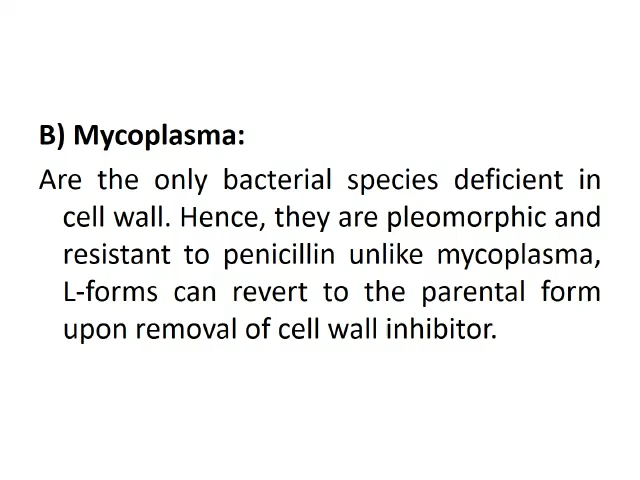 B) Mycoplasma:
Are the only bacterial species deficient in
cell wall. Hence, they are pleomorphic and
resistant to penicillin unlike mycoplasma,
L-forms can revert to the parental form
upon removal of cell wall inhibitor.